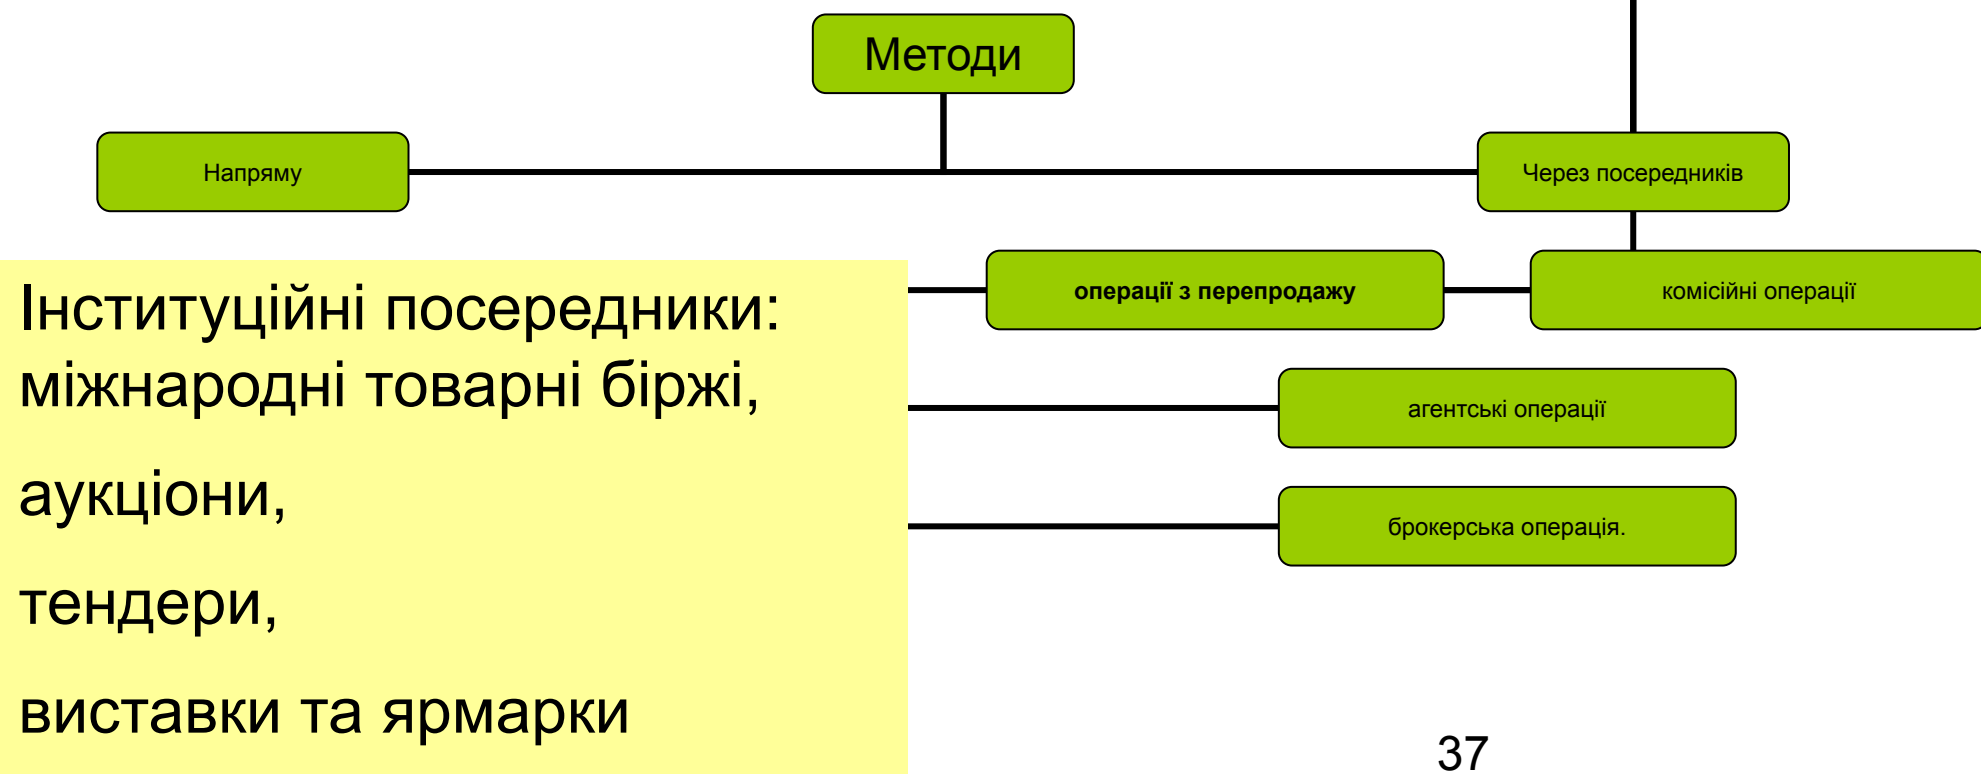 Методи
Напряму
Через посередників
операції з перепродажу
комісійні операції
агентські операції
брокерська операція.
Інституційні посередники:
міжнародні товарні біржі,
аукціони,
тендери,
виставки та ярмарки
37